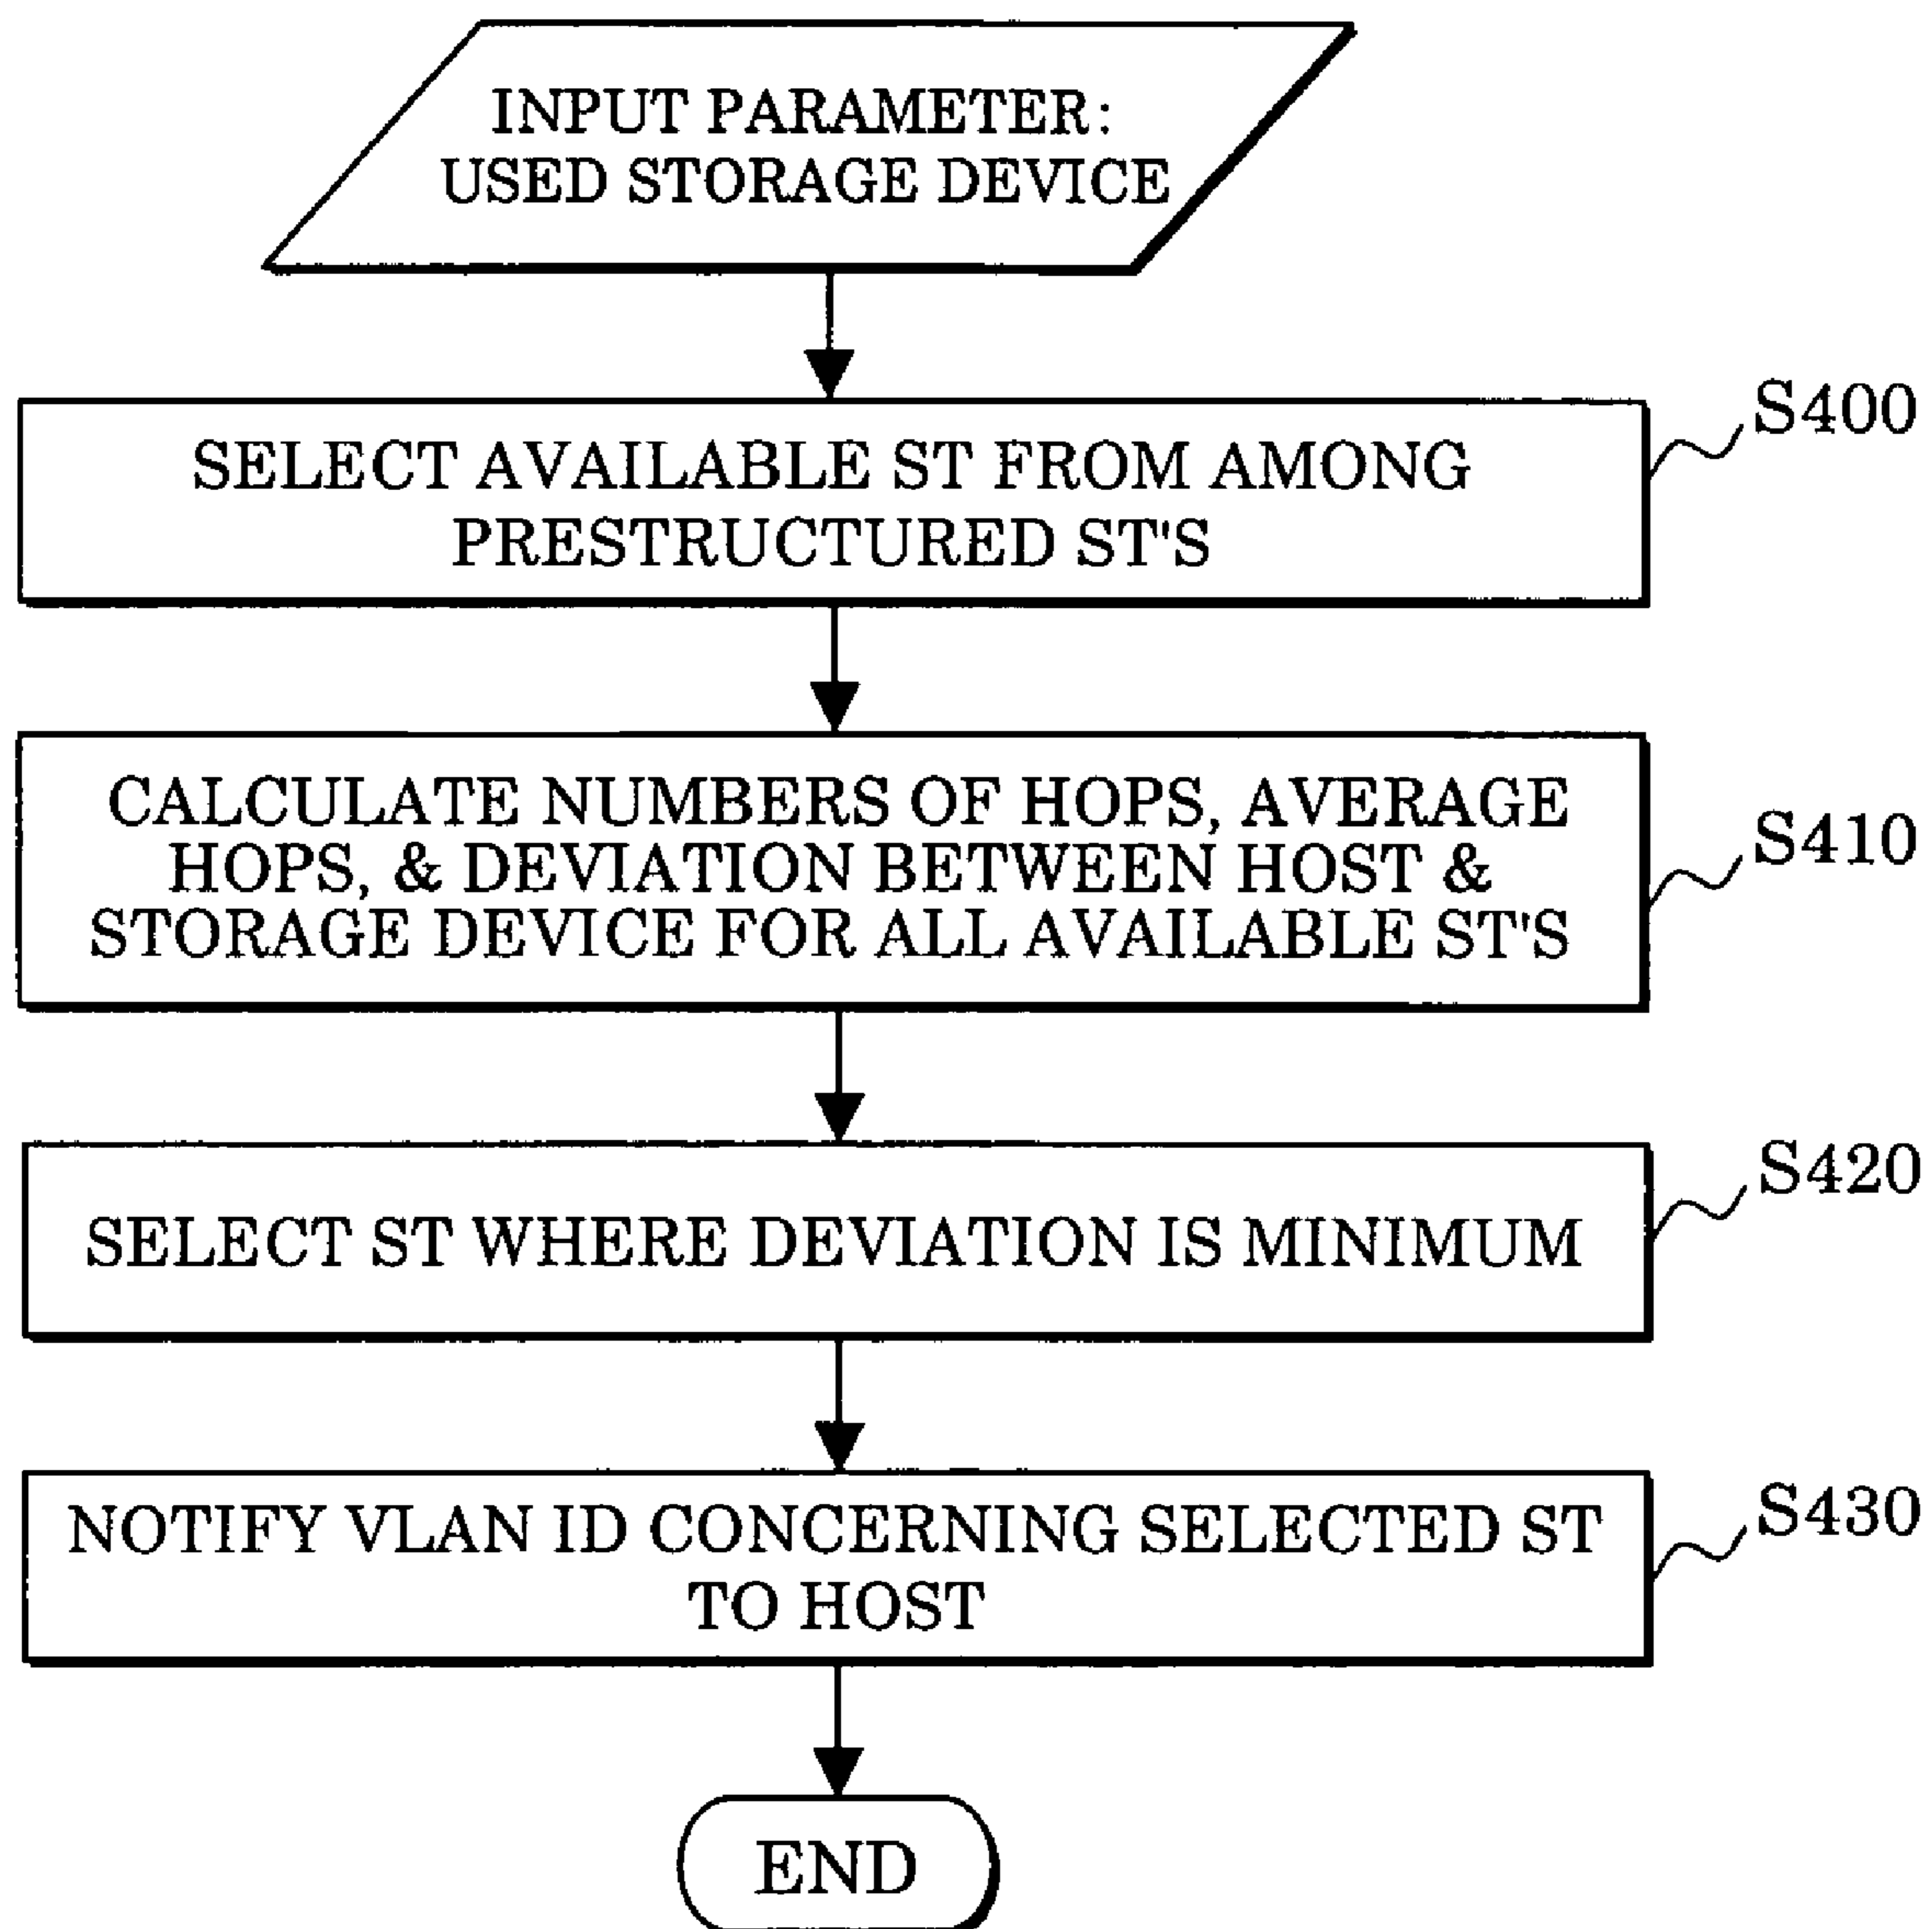 INPUT PARAMETER:
USED STORAGE DEVICE
S400
SELECT AVAILABLE ST FROM AMONG
PRESTRUCTURED ST'S
S410
CALCULATE NUMBERS OF HOPS, AVERAGE
HOPS, & DEVIATION BETWEEN HOST &
STORAGE DEVICE FOR ALL AVAILABLE ST'S
S420
SELECT ST WHERE DEVIATION IS MINIMUM
S430
NOTIFY VLAN ID CONCERNING SELECTED ST
TO HOST
END